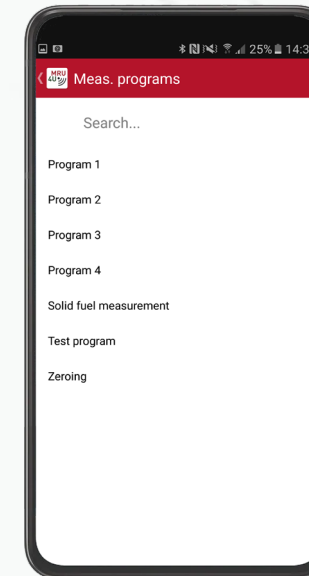 25% 14:3
MRU
4U
Meas. programs
Search...
Program 1
Program 2
Program 3
Program 4
Solid fuel measurement
Test program
Zeroing